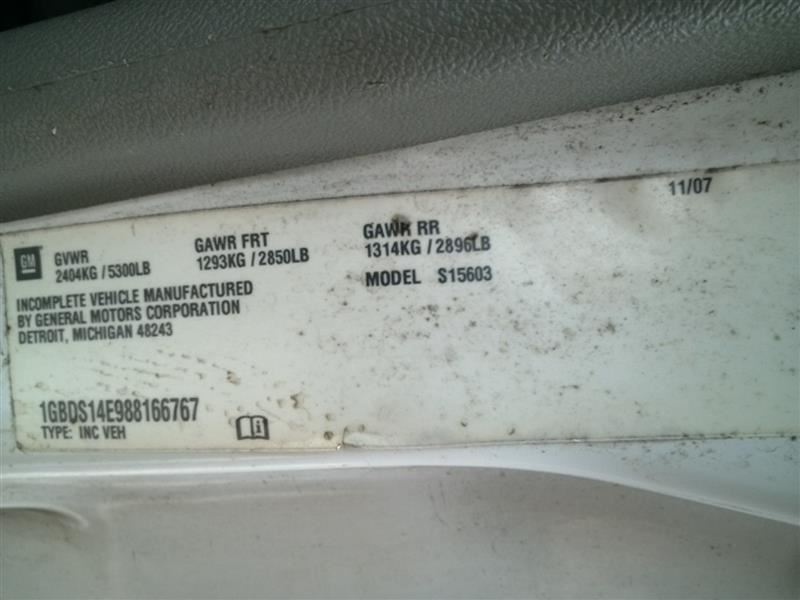 11/07
GM
GVWR
2404KG / 5300LB
GAWR FRT
1293KG / 2850LB
GAWR RR
1314KG / 2896LB
MODEL S15603
INCOMPLETE VEHICLE MANUFACTURED
BY GENERAL MOTORS CORPORATION
DETROIT, MICHIGAN 48243
1GBDS14E988166767
TYPE: INC VEH